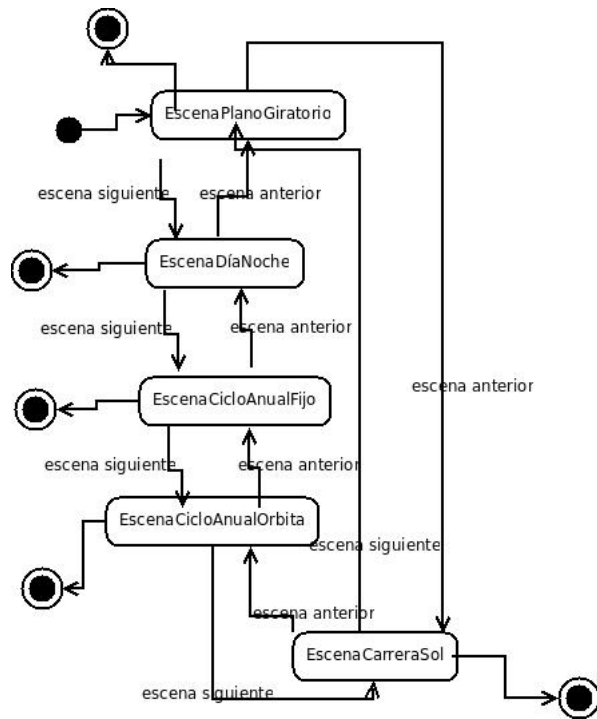 EscenaPlanoGiratorio
escena siguiente
escena anterior
EscenaDíaNoche
escena siguiente
escena anterior
escena anterior
EscenaCicloAnualFijo
escena siguiente
escena anterior
EscenaCicloAnualOrbita
escena siguiente
escena anterior
EscenaCarreraSol
escena siguiente